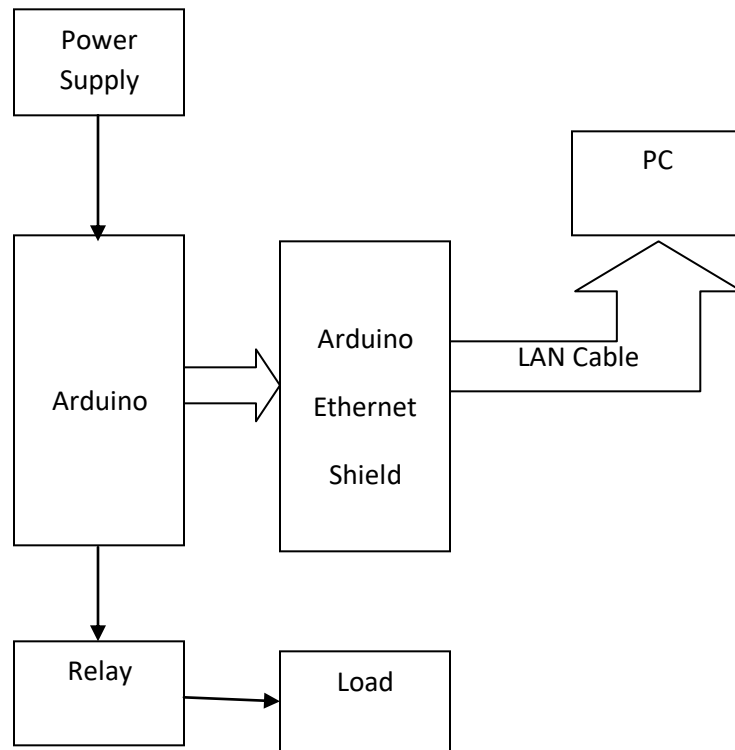 Power
Supply
PC
Arduino
Arduino
Ethernet
Shield
LAN Cable
Relay
Load